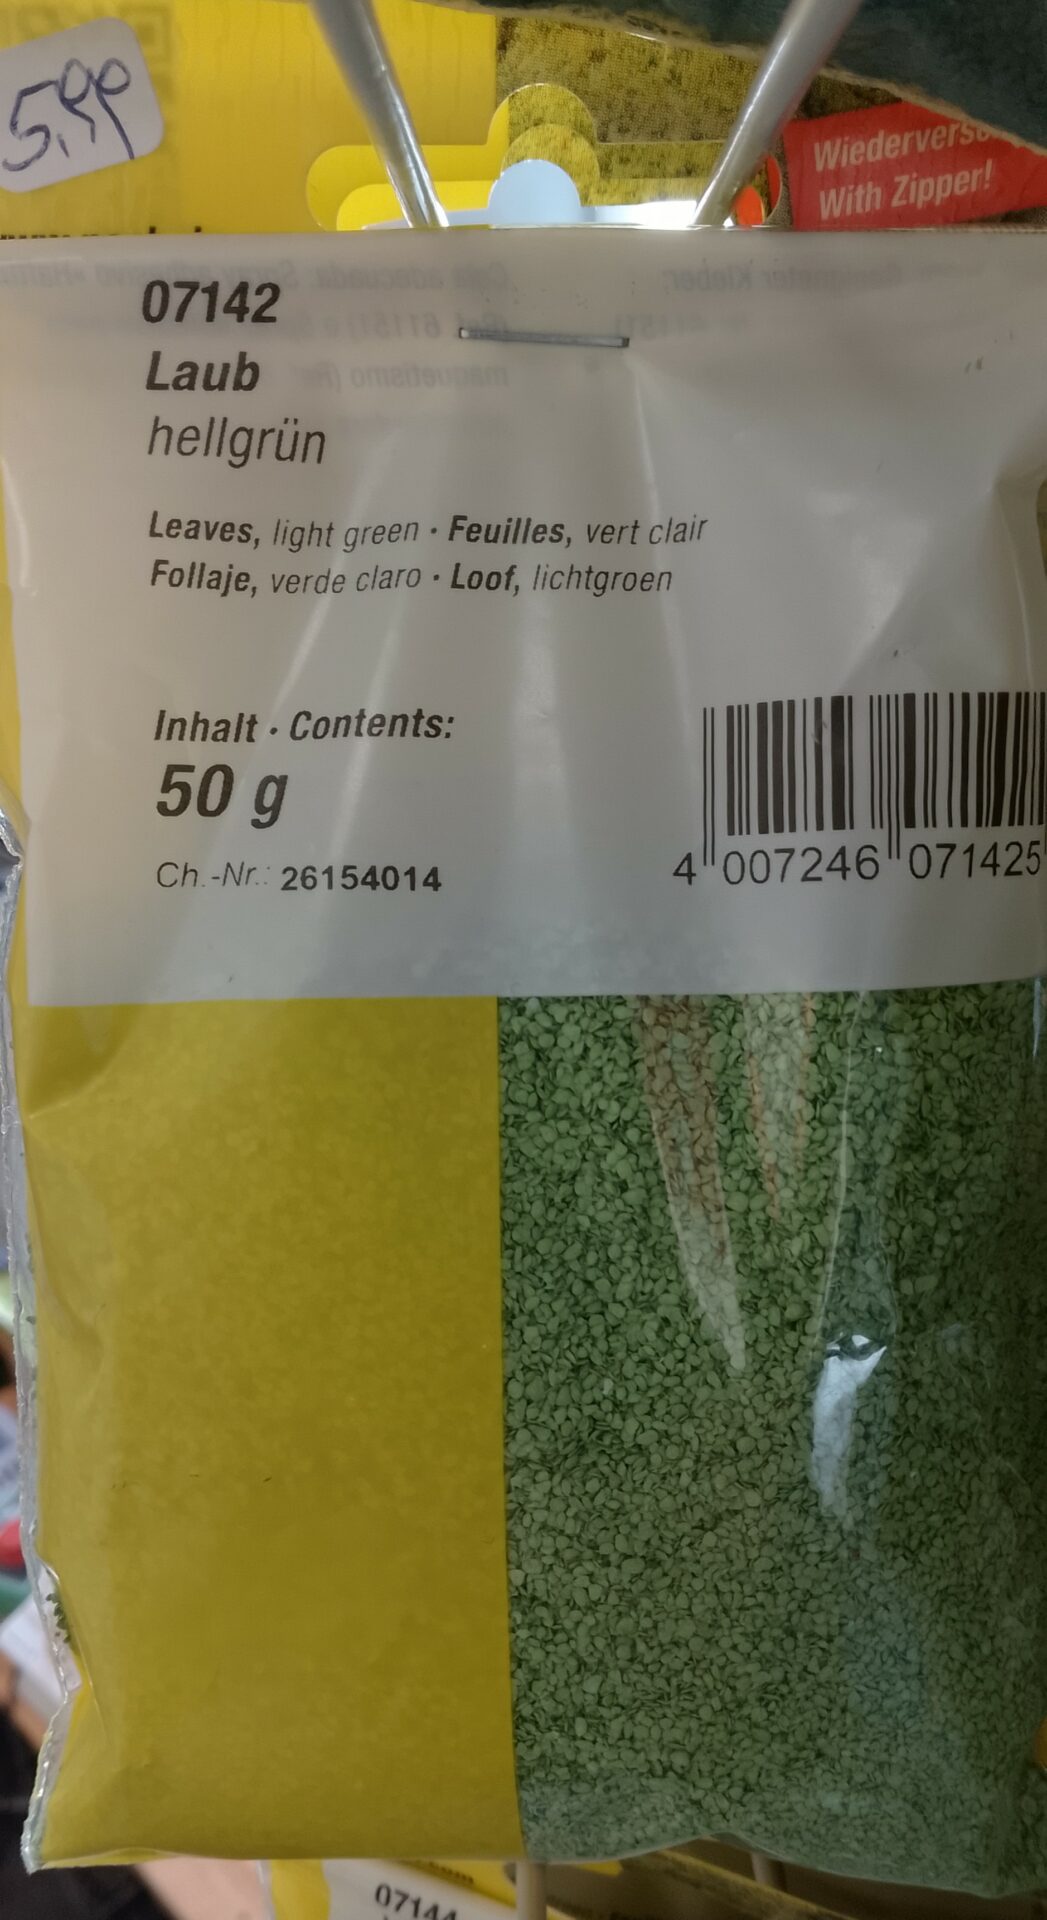 5,99
Wiedervers
With Zipper!
07142
Laub
hellgrün
Leaves, light green · Feuilles, vert clair
Follaje, verde claro · Loof, lichtgroen
Inhalt · Contents:
50 g
Ch.-Nr.: 26154014
4 007246 071425
07144